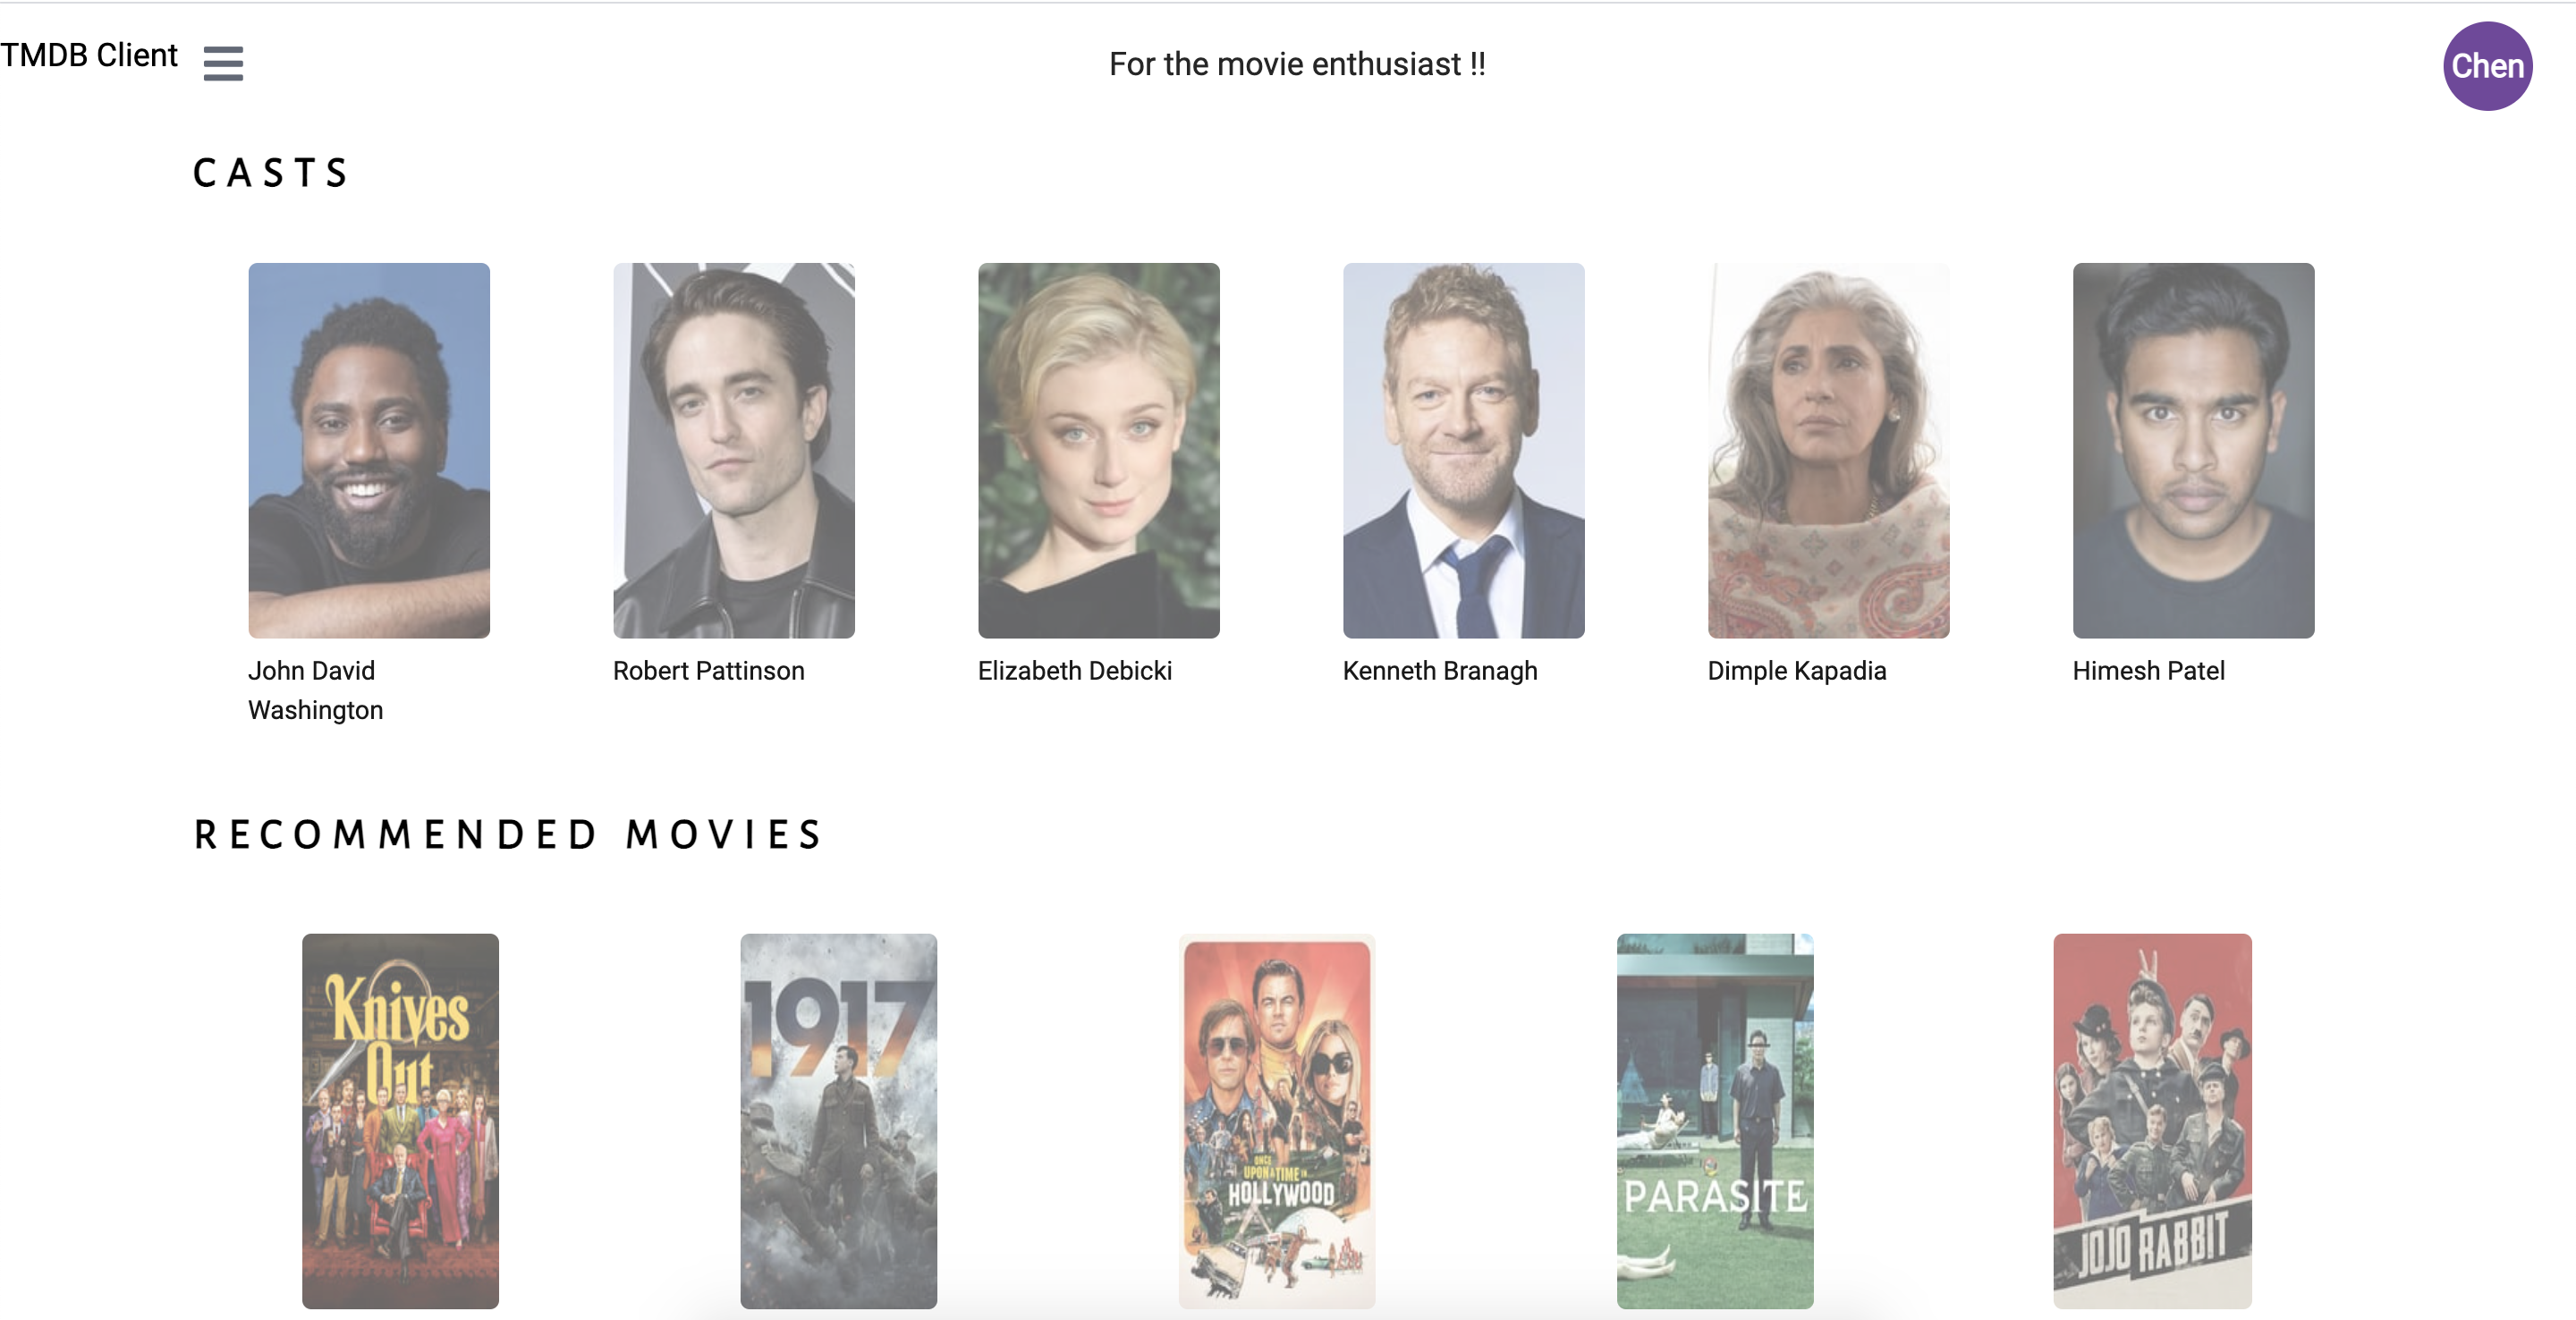 TMDB Client
For the movie enthusiast !!
Chen
CASTS
John David
Washington
Robert Pattinson
Elizabeth Debicki
Kenneth Branagh
Dimple Kapadia
Himesh Patel
RECOMMENDED MOVIES
Knives
Out
1917
ONCE
UPON A TIME IN
HOLLYWOOD
PARASITE
JOJO RABBIT